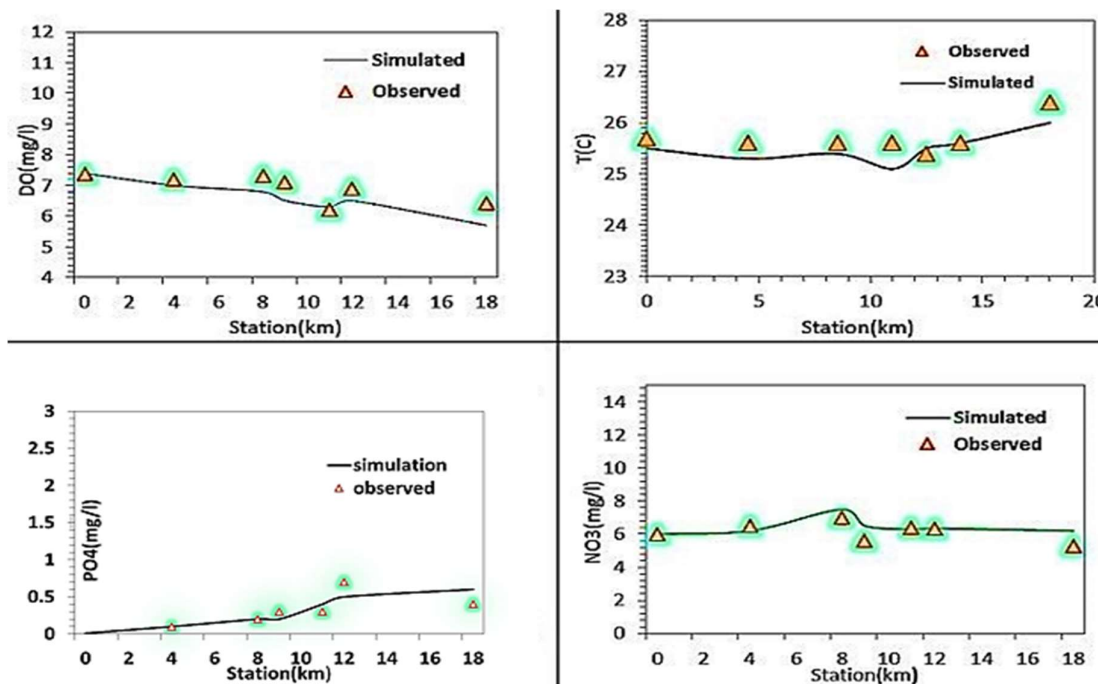 12
11
10
9
8
7
6
5
4
DO(mg/l)
Simulated
Observed
0 2 4 6 8 10 12 14 16 18
Station(km)
28
27
26
25
24
23
T(C)
Observed
Simulated
0 5 10 15 20
Station(km)
3
2.5
2
1.5
1
0.5
0
PO4(mg/l)
simulation
observed
0 2 4 6 8 10 12 14 16 18
Station(km)
14
12
10
8
6
4
2
0
NO3(mg/l)
Simulated
Observed
0 2 4 6 8 10 12 14 16 18
Station(km)